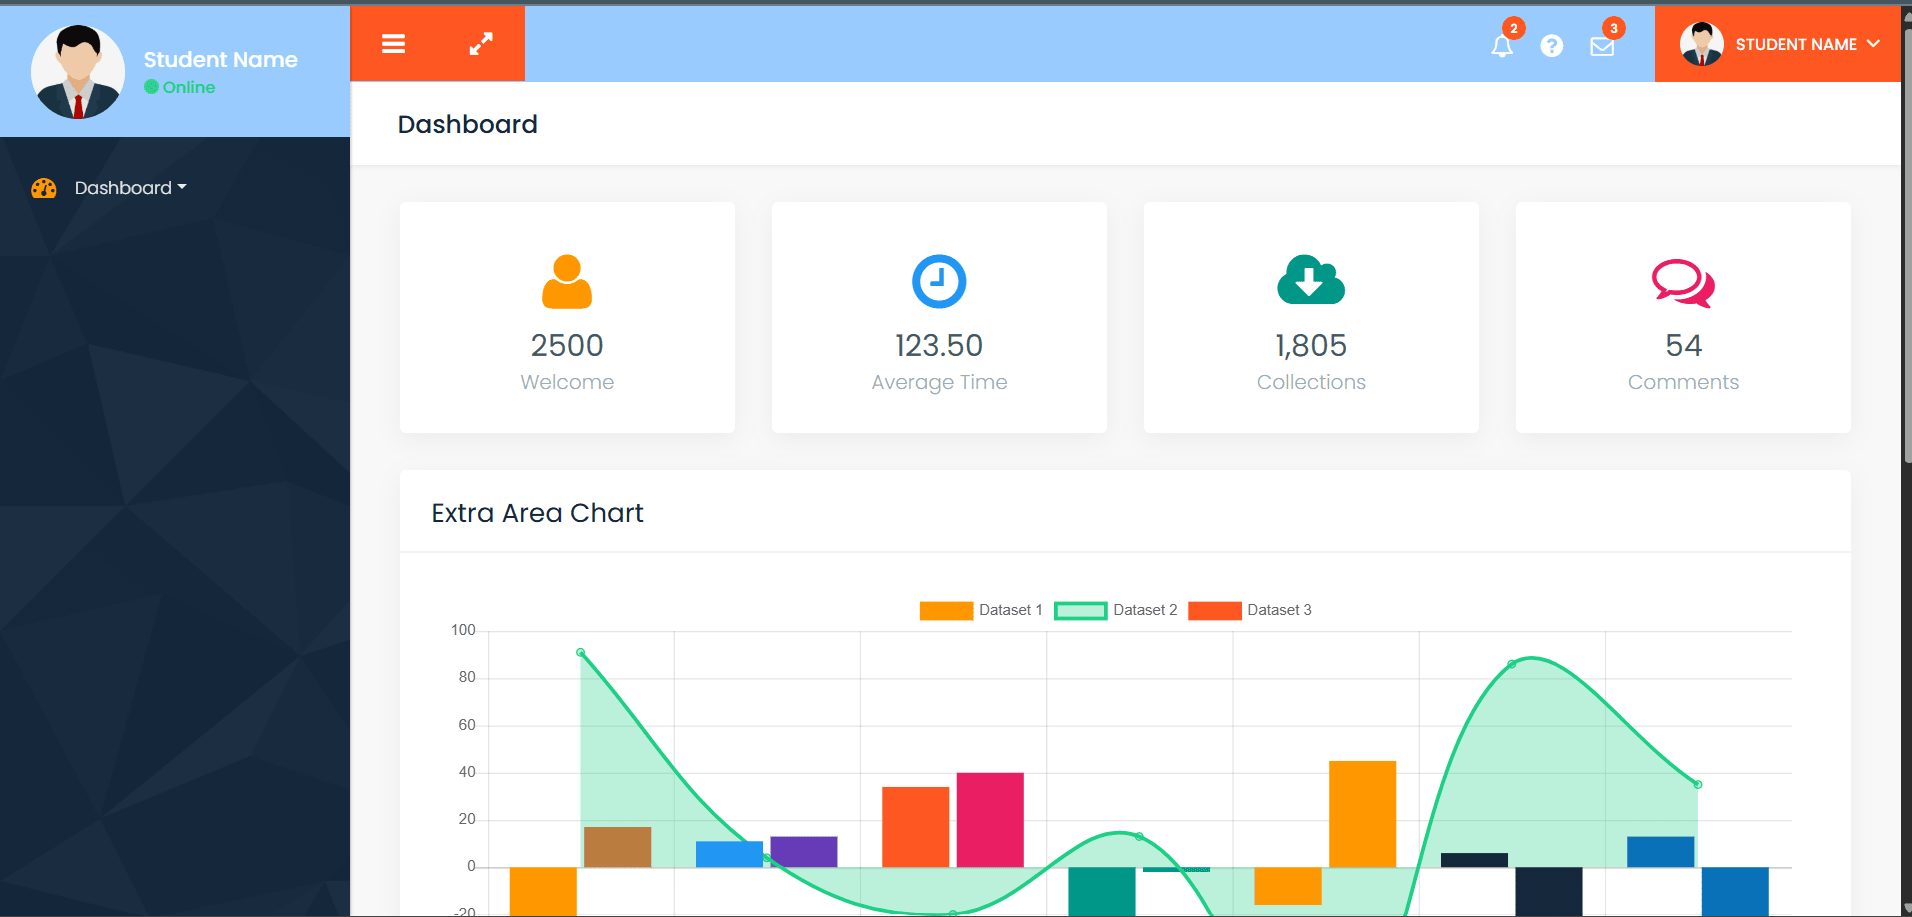 Student Name
Online
Dashboard
2
3
STUDENT NAME
Dashboard
2500
Welcome
123.50
Average Time
1,805
Collections
54
Comments
Extra Area Chart
Dataset 1 Dataset 2 Dataset 3
100
80
60
40
20
0
-20